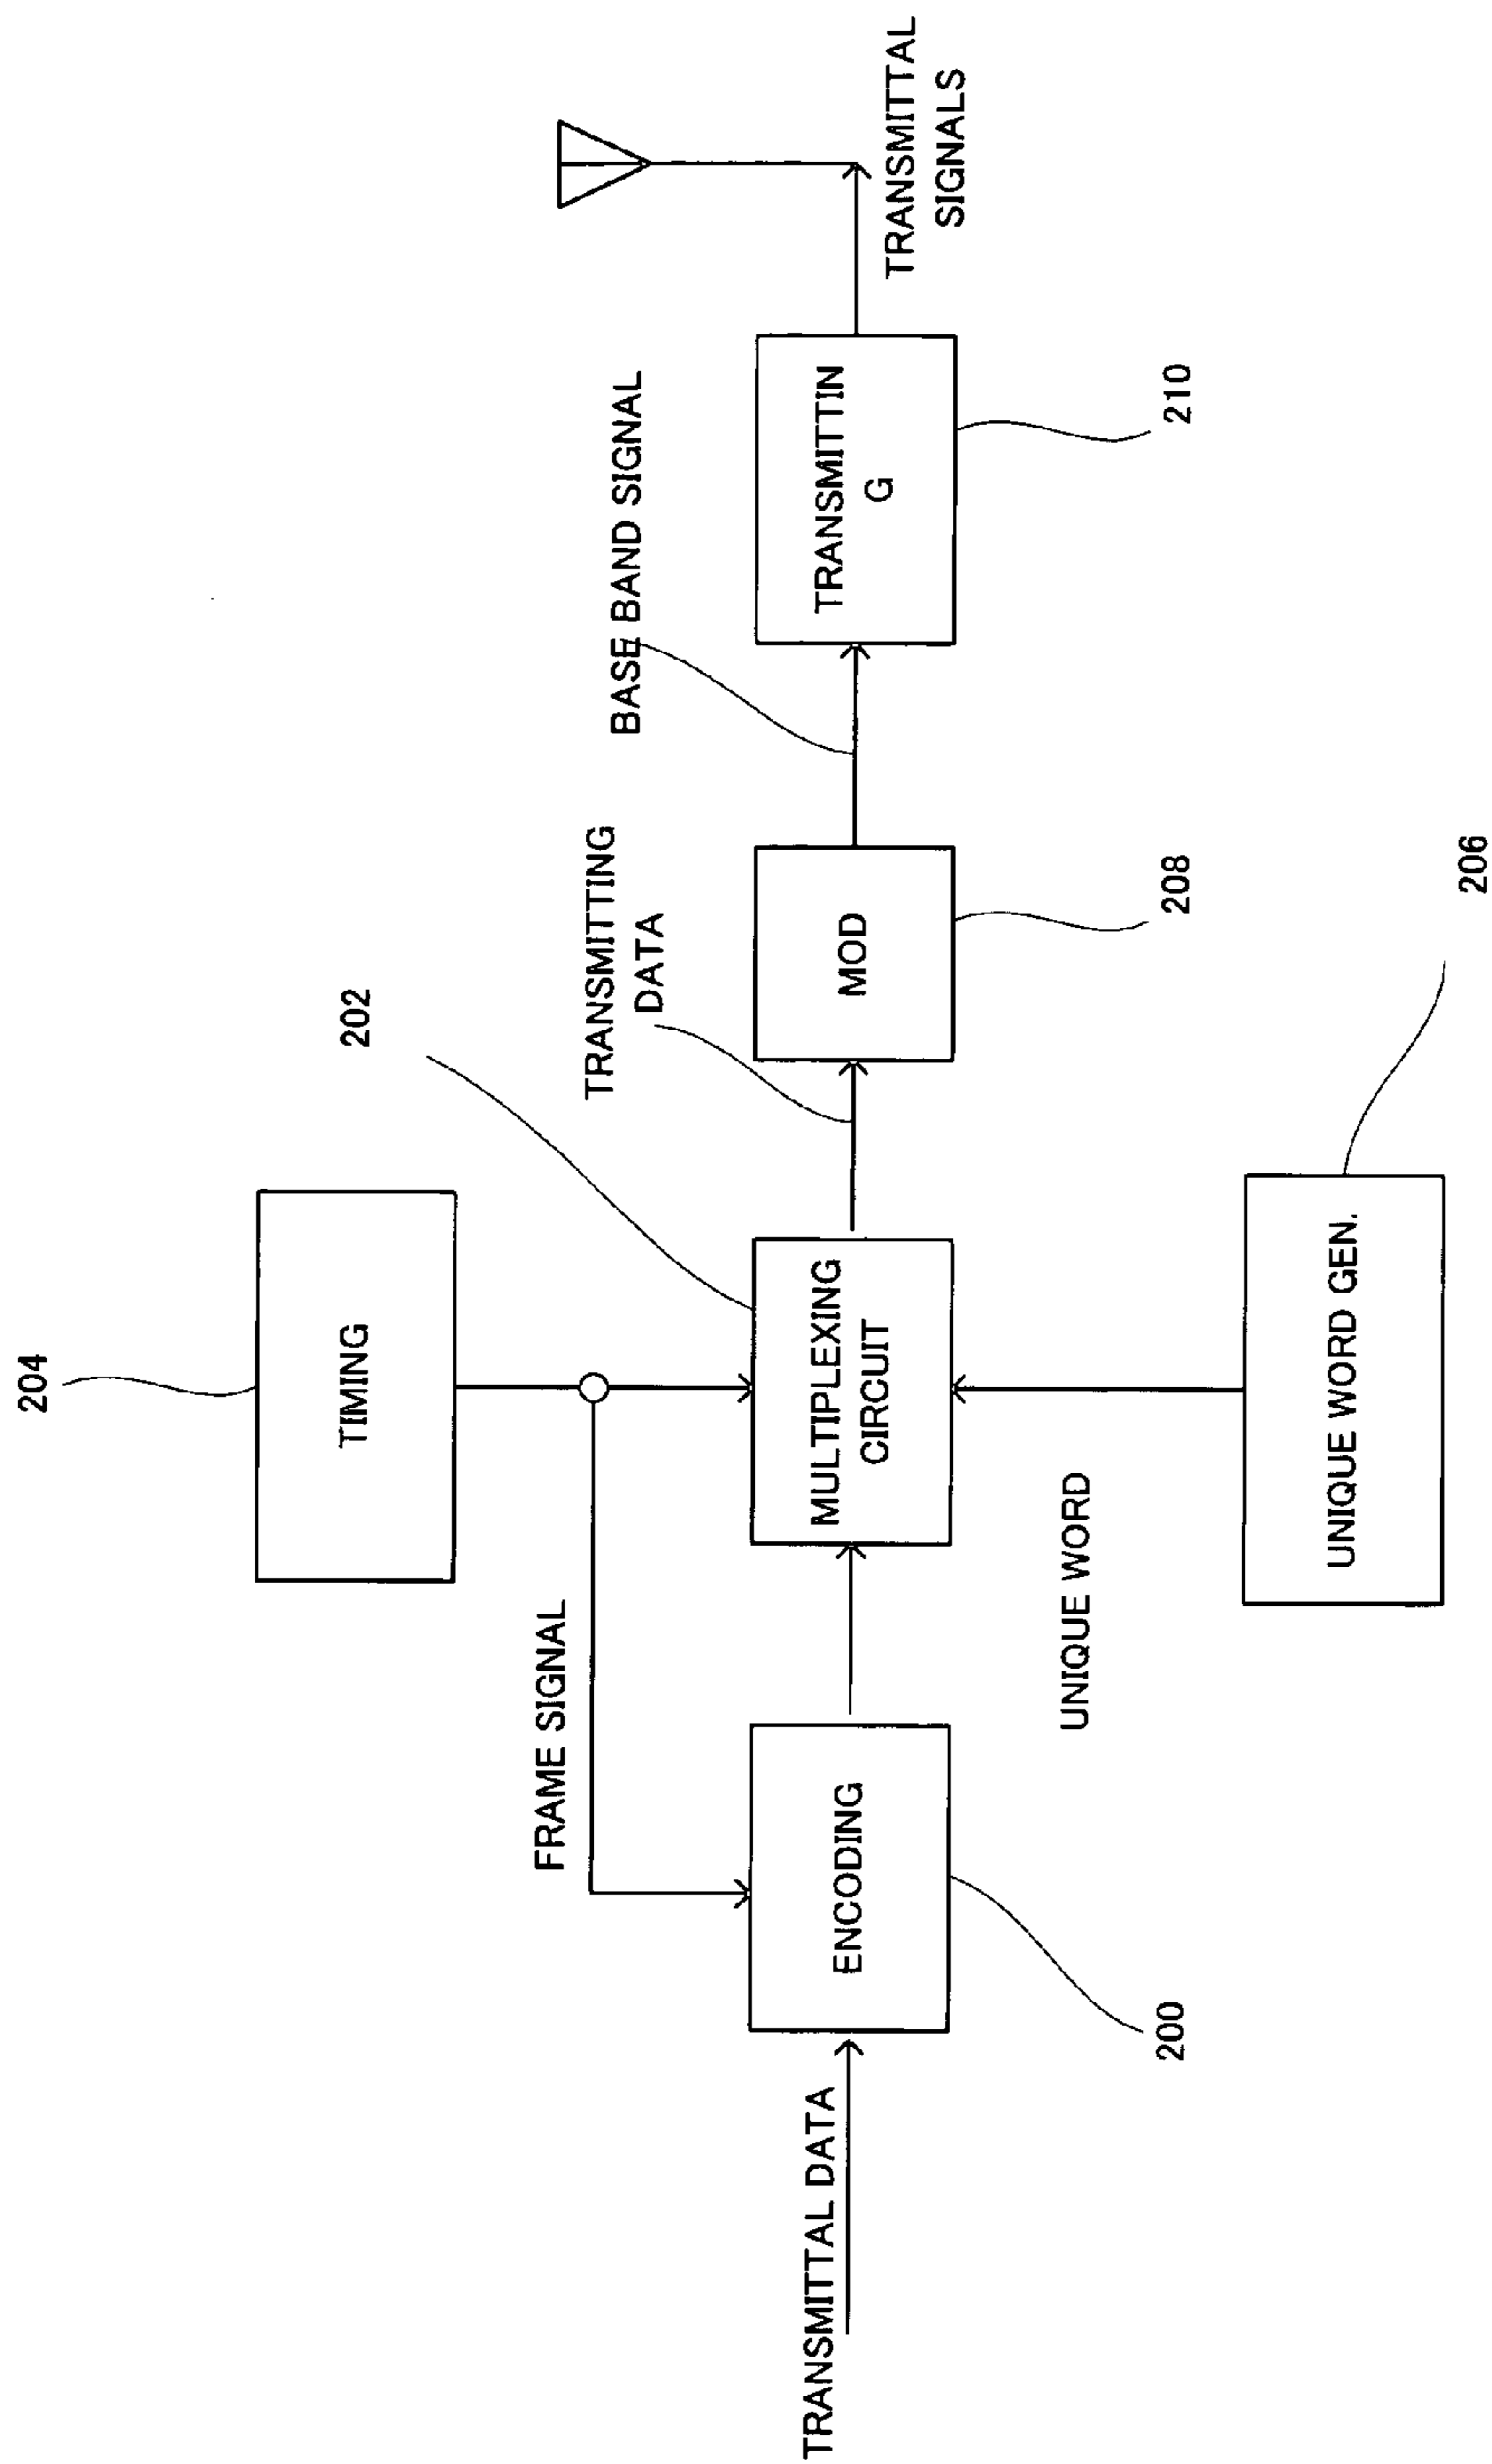 204
TIMING
202
FRAME SIGNAL
TRANSMITTING
DATA
BASE BAND SIGNAL
TRANSMITTAL DATA
ENCODING
MULTIPLEXING
CIRCUIT
MOD
TRANSMITTIN
G
TRANSMITTAL
SIGNALS
200
UNIQUE WORD
208
210
UNIQUE WORD GEN.
206